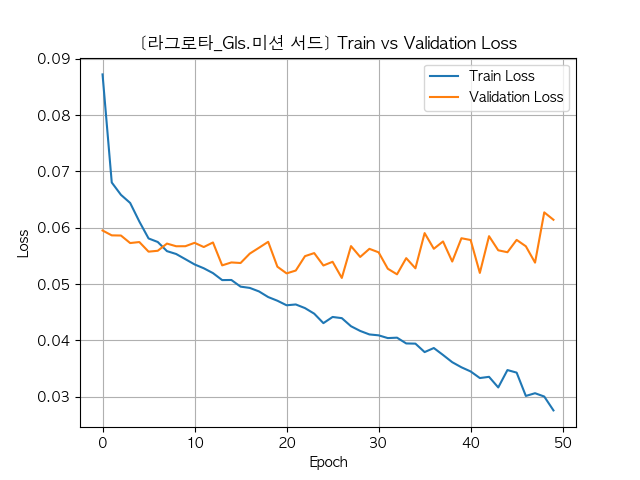 [라그로타_Gls.미션 서드] Train vs Validation Loss
Train Loss
Validation Loss
0.09
0.08
0.07
0.06
0.05
0.04
0.03
Loss
0
10
20
30
40
50
Epoch